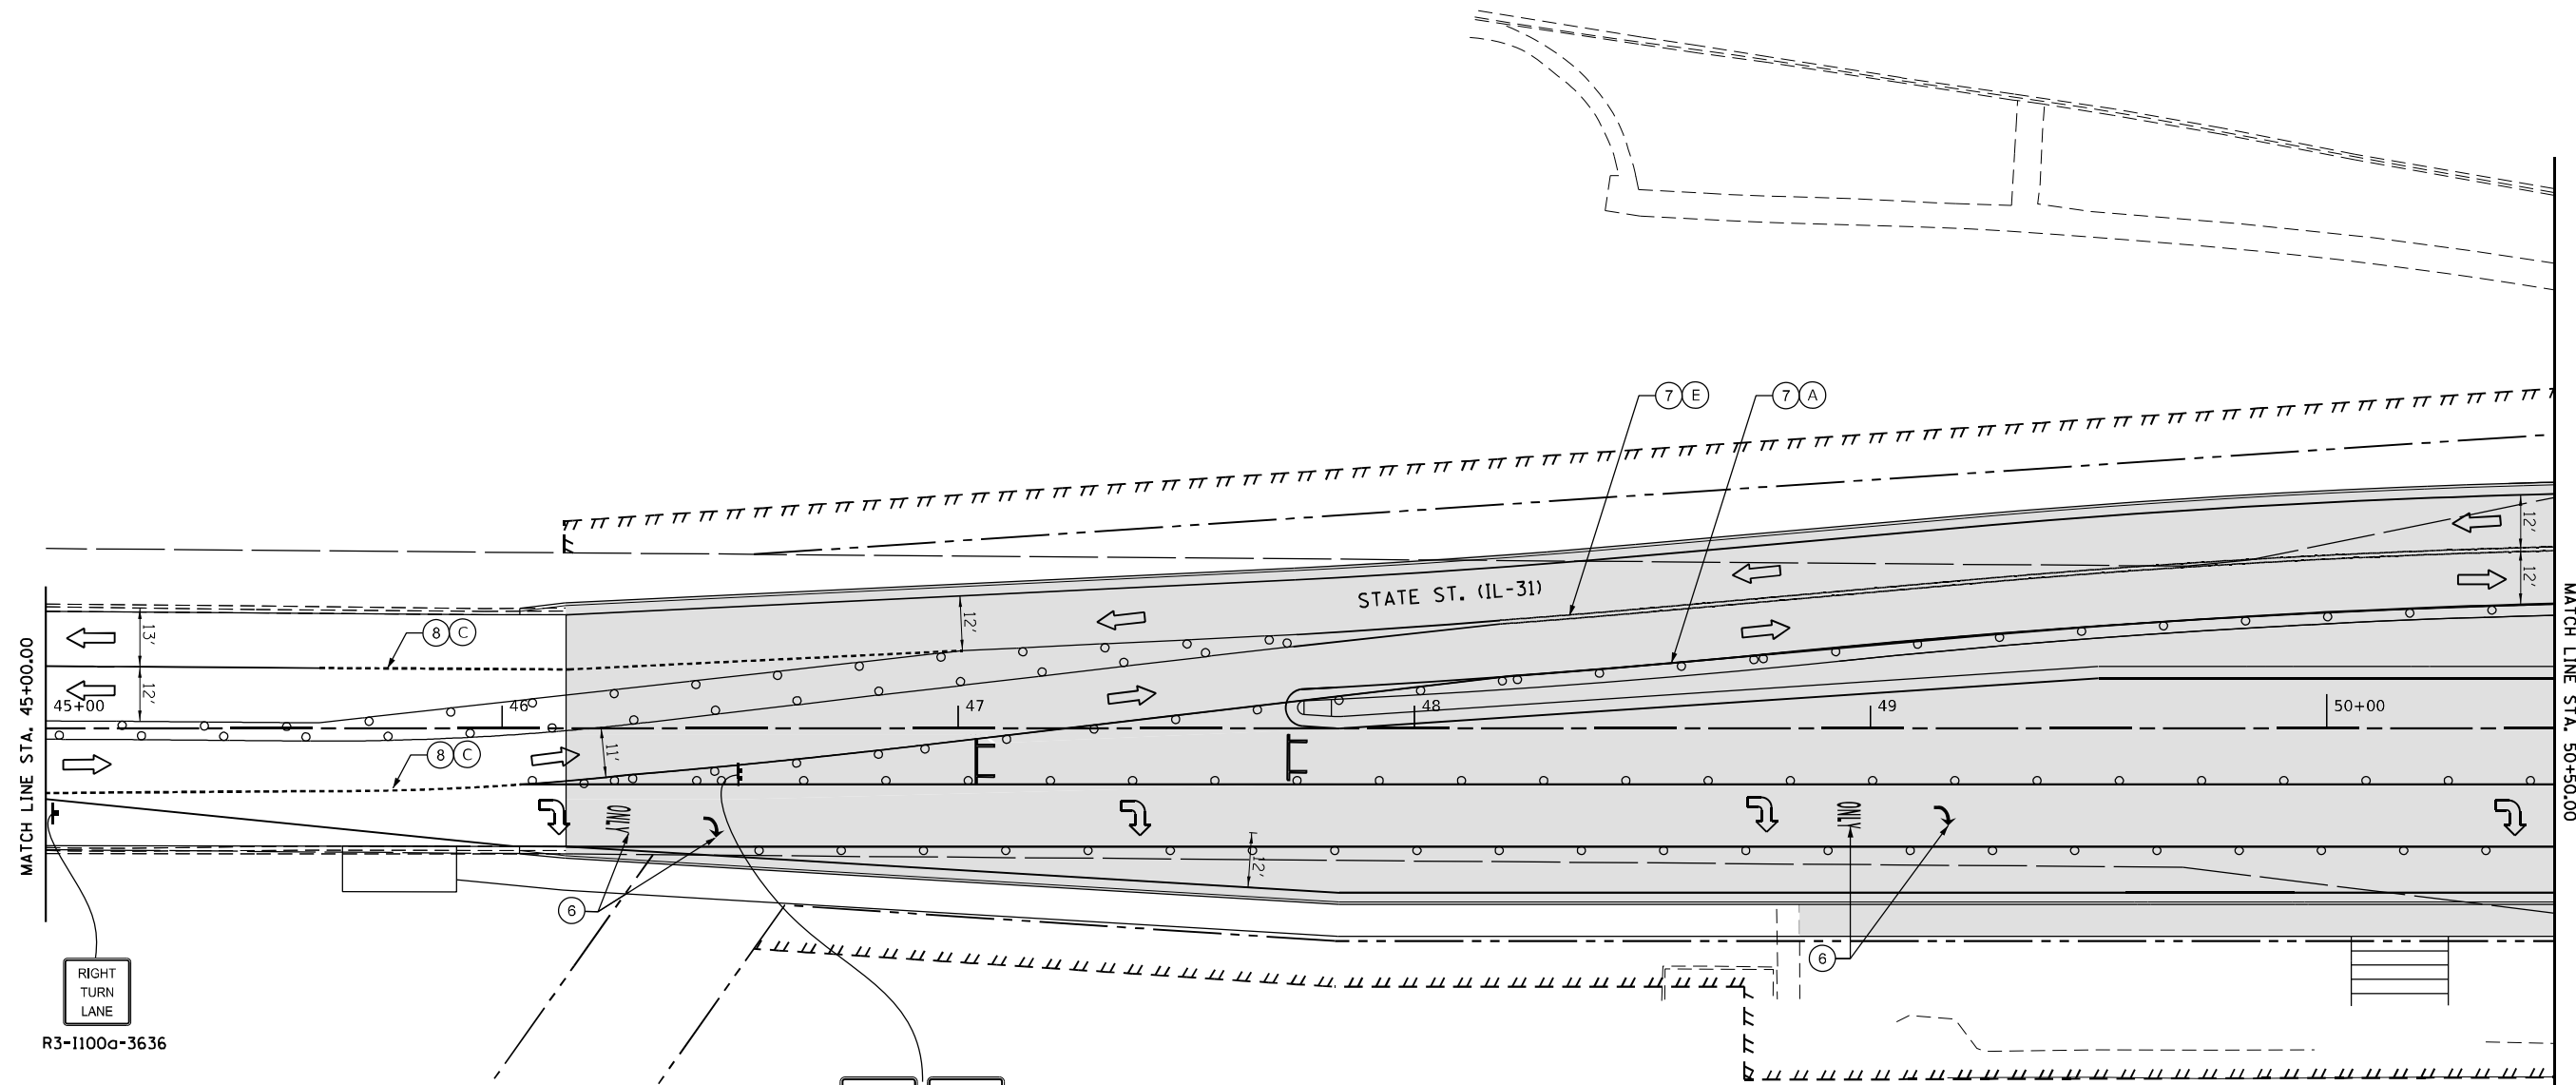 7 E
7 A
STATE ST. (IL-31)
12'
12'
12'
13'
12'
8 C
8 C
45+00
46
47
48
49
50+00
11'
12'
ONLY
ONLY
6
6
MATCH LINE STA. 45+00.00
MATCH LINE STA. 50+50.00
RIGHT
TURN
LANE
R3-I100a-3636